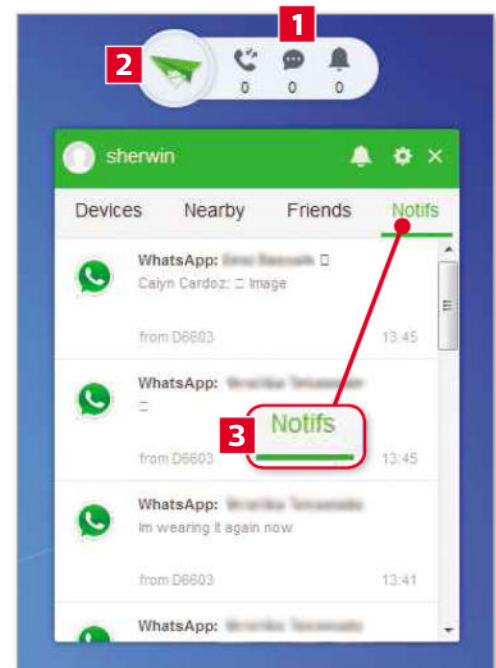 1
2
0 0 0
sherwin
Devices Nearby Friends Notifs
WhatsApp:
Calyn Cardoz: Image
from D6603 13:45
WhatsApp:
3 Notifs
from D6603 13:45
WhatsApp:
Im wearing it again now
from D6603 13:41
WhatsApp: